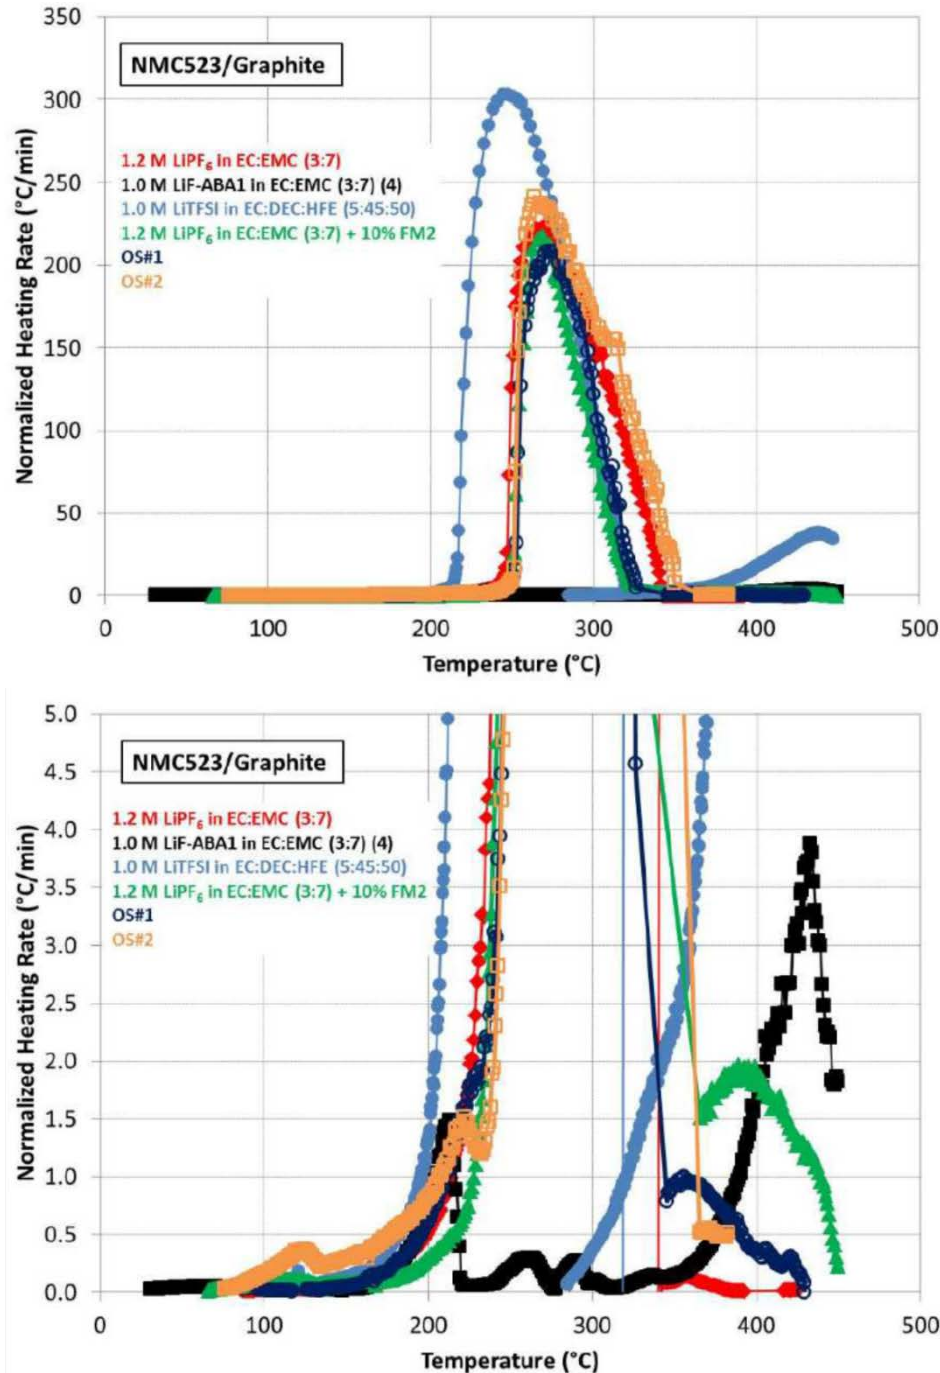 350
NMC523/Graphite
300
1.2 M LiPF₆ in EC:EMC (3:7)
1.0 M LiF-ABA1 in EC:EMC (3:7) (4)
1.0 M LiTFSI in EC:DEC:HFE (5:45:50)
1.2 M LiPF₆ in EC:EMC (3:7) + 10% FM2
OS#1
OS#2
250
200
150
100
50
0
Normalized Heating Rate (°C/min)
0 100 200 300 400 500
Temperature (°C)
5.0
NMC523/Graphite
4.5
1.2 M LiPF₆ in EC:EMC (3:7)
1.0 M LiF-ABA1 in EC:EMC (3:7) (4)
1.0 M LiTFSI in EC:DEC:HFE (5:45:50)
1.2 M LiPF₆ in EC:EMC (3:7) + 10% FM2
OS#1
OS#2
4.0
3.5
3.0
2.5
2.0
1.5
1.0
0.5
0.0
Normalized Heating Rate (°C/min)
0 100 200 300 400 500
Temperature (°C)